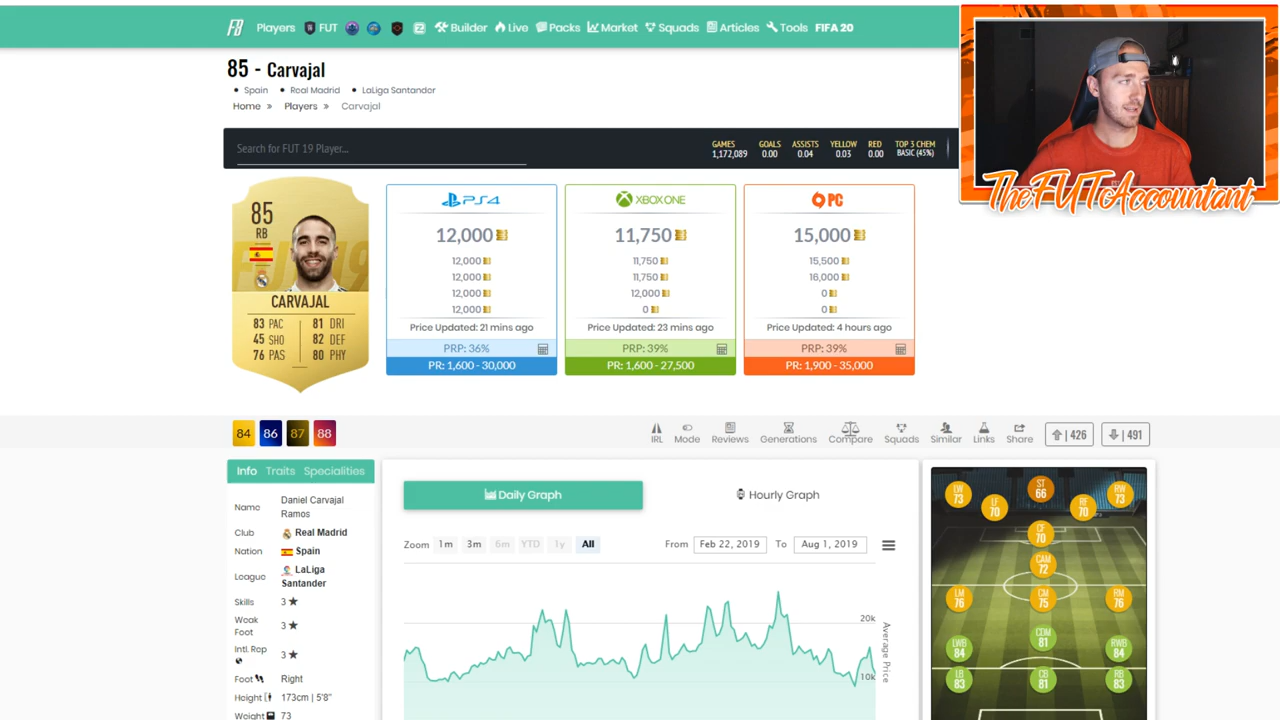 F8 Players FUT Builder Live Packs Market Squads Articles Tools FIFA 20
85 - Carvajal
Spain Real Madrid LaLiga Santander
Home » Players » Carvajal
Search for FUT 19 Player...
GAMES GOALS ASSISTS YELLOW RED TOP 3 CHEM
1,172,089 0.00 0.04 0.03 0.00 BASIC (45%)
TheFUTAccountant
85
RB
CARVAJAL
83 PAC 81 DRI
45 SHO 82 DEF
76 PAS 80 PHY
PS4
12,000
12,000
12,000
12,000
12,000
Price Updated: 21 mins ago
PRP: 36%
PR: 1,600 - 30,000
XBOX ONE
11,750
11,750
11,750
12,000
0
Price Updated: 23 mins ago
PRP: 39%
PR: 1,600 - 27,500
PC
15,000
15,500
16,000
0
0
Price Updated: 4 hours ago
PRP: 39%
PR: 1,900 - 35,000
84 86 87 88
IRL Mode Reviews Generations Compare Squads Similar Links Share | 426 | 491
Info Traits Specialities
Name Daniel Carvajal Ramos
Club Real Madrid
Nation Spain
League LaLiga Santander
Skills 3
Weak Foot 3
Intl. Rep 3
Foot Right
Height 173cm | 5'8"
Weight 73
Daily Graph Hourly Graph
Zoom 1m 3m 6m YTD 1y All From Feb 22, 2019 To Aug 1, 2019
20k
10k
Average Price
ST 66
LW 73
RW 73
LF 70
RF 70
CF 70
CAM 72
LM 76
CM 75
RM 76
CDM 81
LWB 84
RWB 84
LB 83
CB 81
RB 83